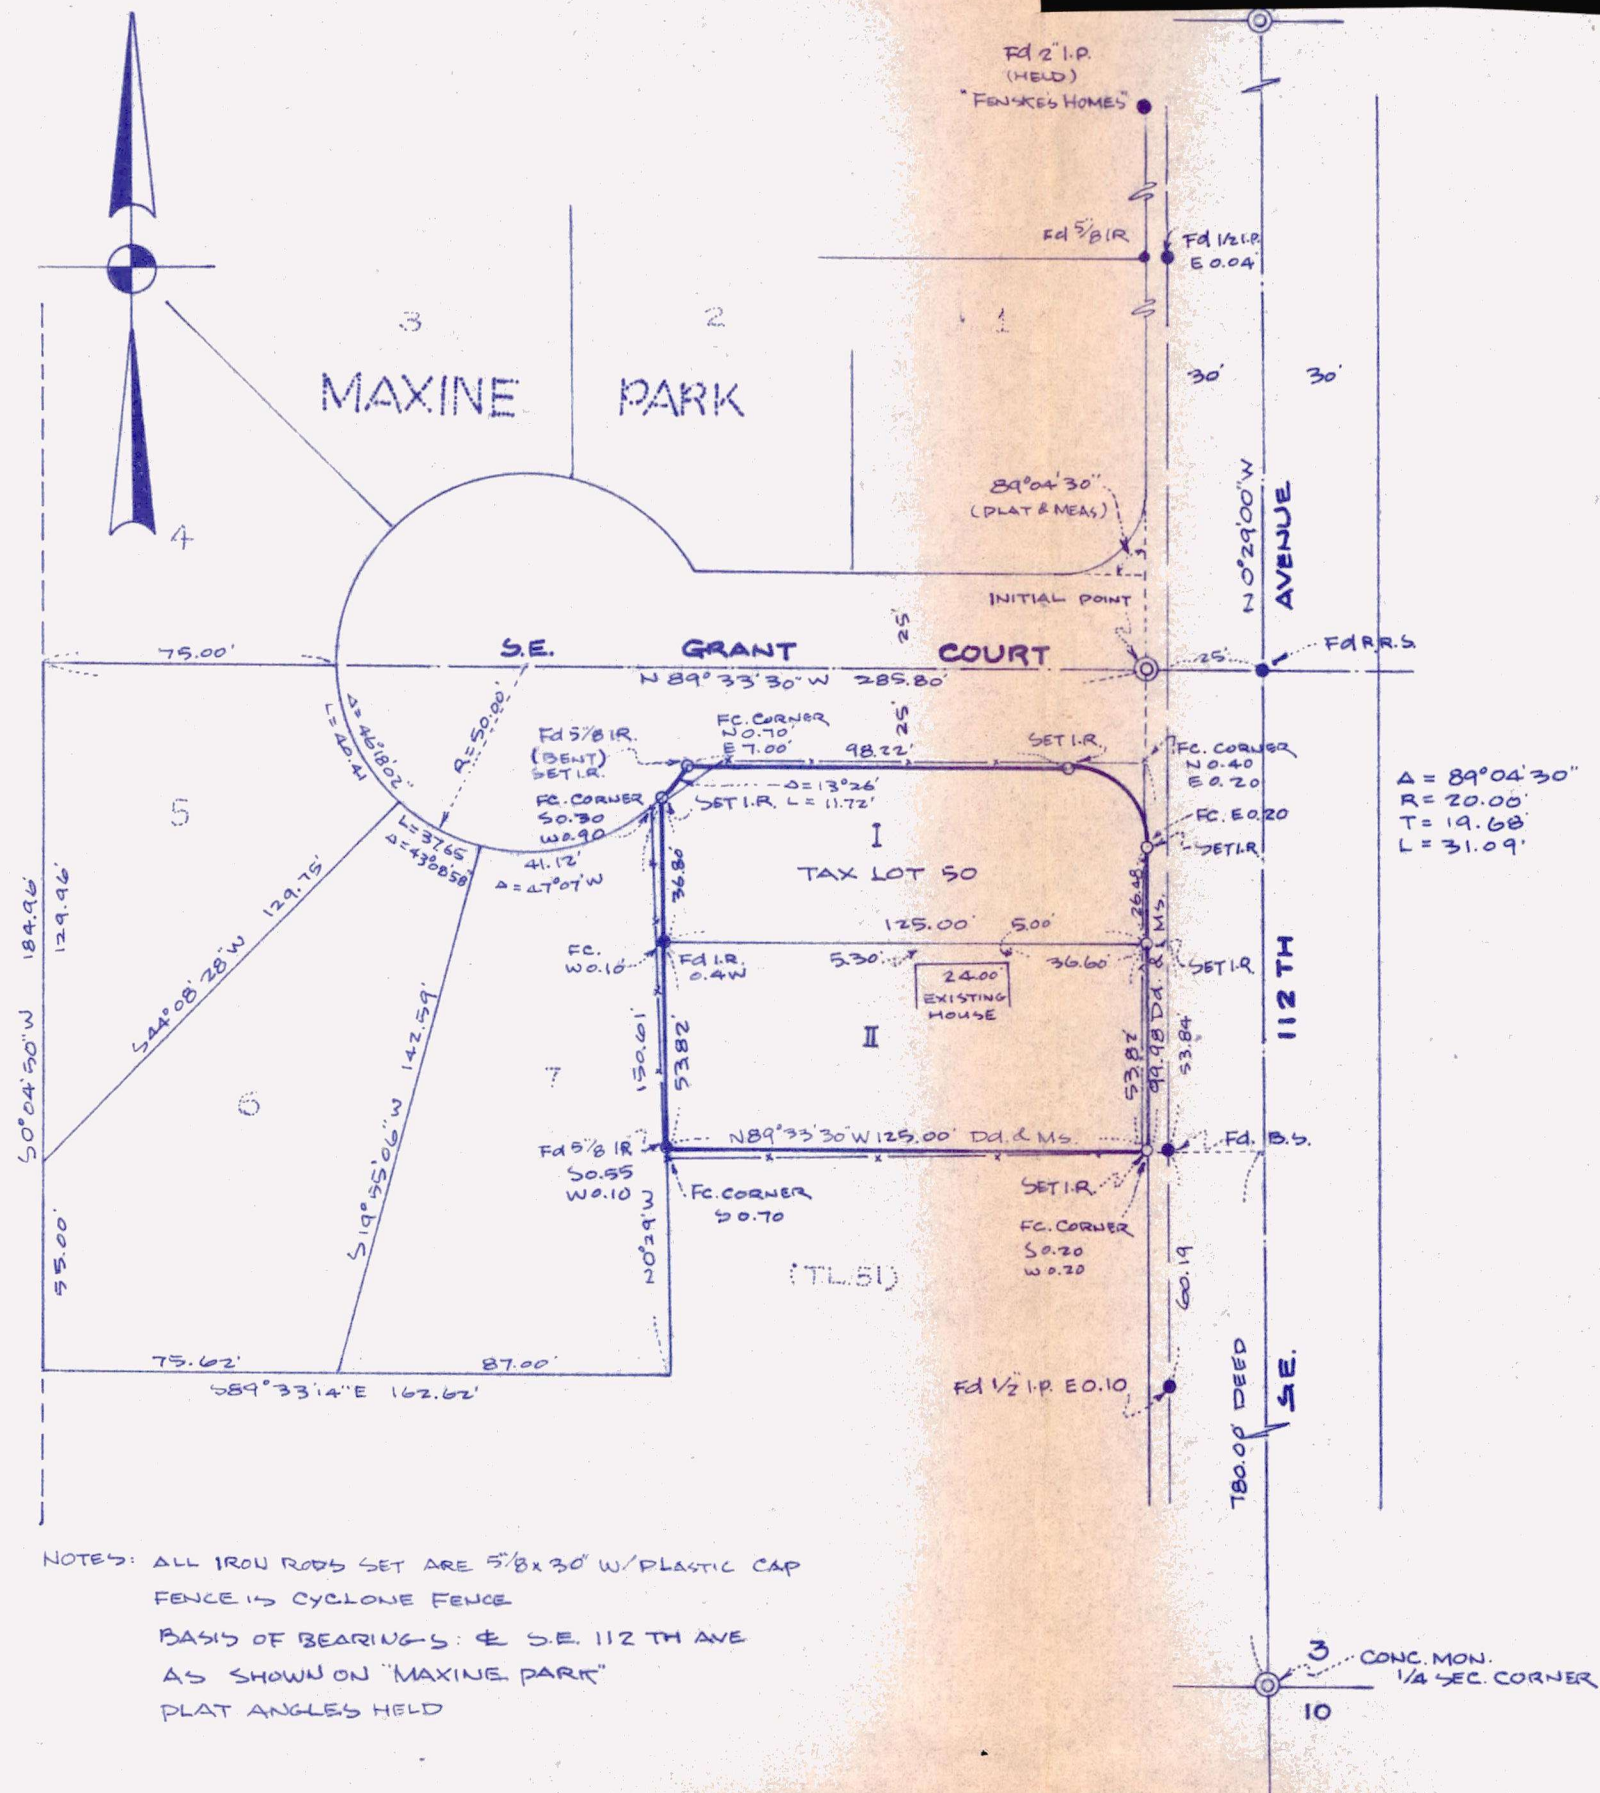 Fd 2" I.P.
(HELD)
"FENSKE'S HOMES"
Fd 5/8 IR
Fd 1/2 I.P.
E 0.04'
3
2
1
MAXINE PARK
30'
30'
4
89°04'30"
(PLAT & MEAS)
N 0°29'00" W
AVENUE
INITIAL POINT
25'
75.00'
S.E. GRANT COURT
N 89°33'30" W 285.80'
25'
Fd R.R.S.
25'
R=50.00'
Δ=46°18'02"
L=40.41
Fd 5/8 IR.
(BENT)
SET I.R.
FC. CORNER
N 0.70'
E 7.00'
98.22'
SET I.R.
FC. CORNER
N 0.40
E 0.20
Δ=13°26'
SET I.R. L=11.72'
FC. CORNER
S 0.30
W 0.90
FC. E 0.20
SET I.R.
Δ = 89°04'30"
R = 20.00'
T = 19.68'
L = 31.09'
5
L=37.65
Δ=43°08'58"
41.12'
Δ=47°07'W
36.80'
I
TAX LOT 50
26.48'
184.96'
129.96'
129.75'
S44°08'28"W
125.00'
5.00'
FC.
W 0.10'
Fd I.R.
0.4W
5.30'
36.60'
SET I.R.
24.00'
EXISTING
HOUSE
112 TH
S0°04'50"W
142.59'
S19°55'06"W
150.61'
53.82'
II
53.82'
99.98 Dd. & Ms.
53.84'
6
7
N89°33'30"W 125.00' Dd. & Ms.
Fd. B.S.
Fd 5/8 IR
S 0.55
W 0.10
FC. CORNER
S 0.70
SET I.R.
FC. CORNER
S 0.20
W 0.20
55.00'
N 0°29' W
(T.L. 51)
60.19
75.62'
87.00'
S89°33'14"E 162.62'
Fd 1/2" I.P. E 0.10
780.00' DEED
S.E.
NOTES: ALL IRON RODS SET ARE 5/8 x 30" W/PLASTIC CAP
FENCE IS CYCLONE FENCE
BASIS OF BEARINGS: ℄ S.E. 112 TH AVE
AS SHOWN ON "MAXINE PARK"
PLAT ANGLES HELD
3
10
CONC. MON.
1/4 SEC. CORNER